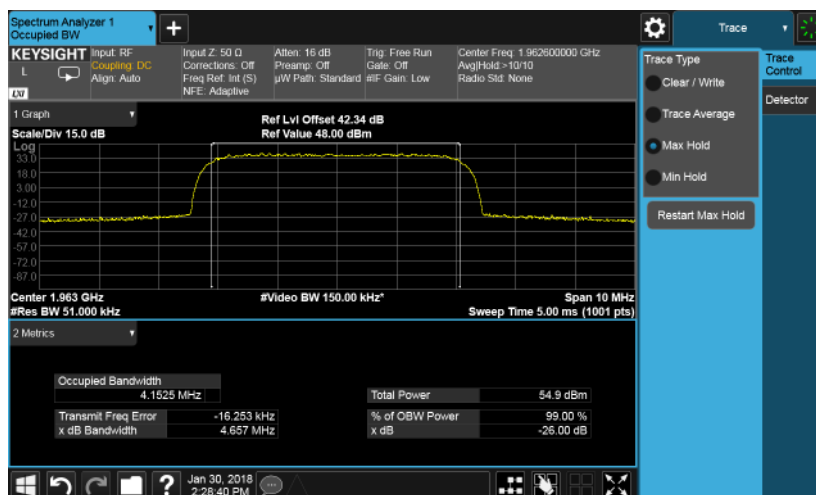 Spectrum Analyzer 1
Occupied BW
Trace
KEYSIGHT
L
LXI
Input: RF
Coupling: DC
Align: Auto
Input Z: 50 Ω
Corrections: Off
Freq Ref: Int (S)
NFE: Adaptive
Atten: 16 dB
Preamp: Off
µW Path: Standard
Trig: Free Run
Gate: Off
#IF Gain: Low
Center Freq: 1.962600000 GHz
Avg|Hold:>10/10
Radio Std: None
Trace Type
Clear / Write
Trace Average
Max Hold
Min Hold
Restart Max Hold
Trace
Control
Detector
1 Graph
Scale/Div 15.0 dB
Ref Lvl Offset 42.34 dB
Ref Value 48.00 dBm
Log
33.0
18.0
3.00
-12.0
-27.0
-42.0
-57.0
-72.0
-87.0
Center 1.963 GHz
#Res BW 51.000 kHz
#Video BW 150.00 kHz*
Span 10 MHz
Sweep Time 5.00 ms (1001 pts)
2 Metrics
Occupied Bandwidth
4.1525 MHz
Total Power 54.9 dBm
Transmit Freq Error -16.253 kHz
% of OBW Power 99.00 %
x dB Bandwidth 4.657 MHz
x dB -26.00 dB
?
Jan 30, 2018
2:28:40 PM